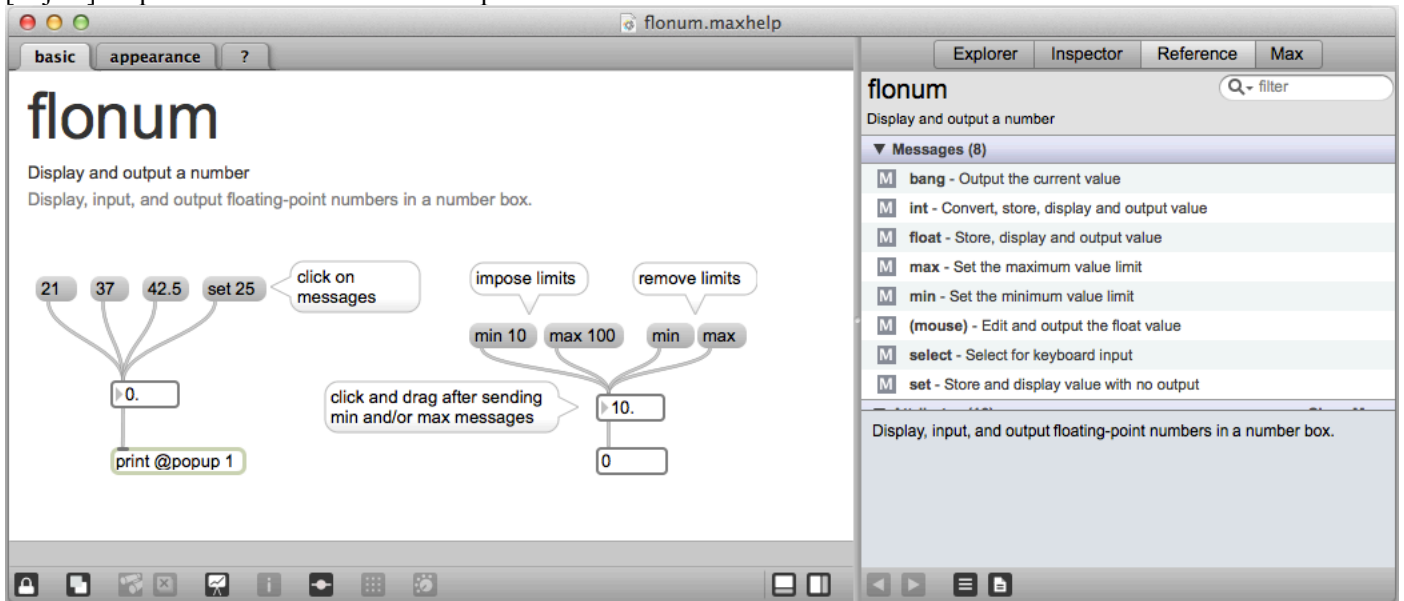 flonum.maxhelp
basic
appearance
?
flonum
Display and output a number
Display, input, and output floating-point numbers in a number box.
21
37
42.5
set 25
click on
messages
impose limits
remove limits
min 10
max 100
min
max
0.
click and drag after sending
min and/or max messages
10.
print @popup 1
0
Explorer
Inspector
Reference
Max
flonum
filter
Display and output a number
Messages (8)
M bang - Output the current value
M int - Convert, store, display and output value
M float - Store, display and output value
M max - Set the maximum value limit
M min - Set the minimum value limit
M (mouse) - Edit and output the float value
M select - Select for keyboard input
M set - Store and display value with no output
Display, input, and output floating-point numbers in a number box.